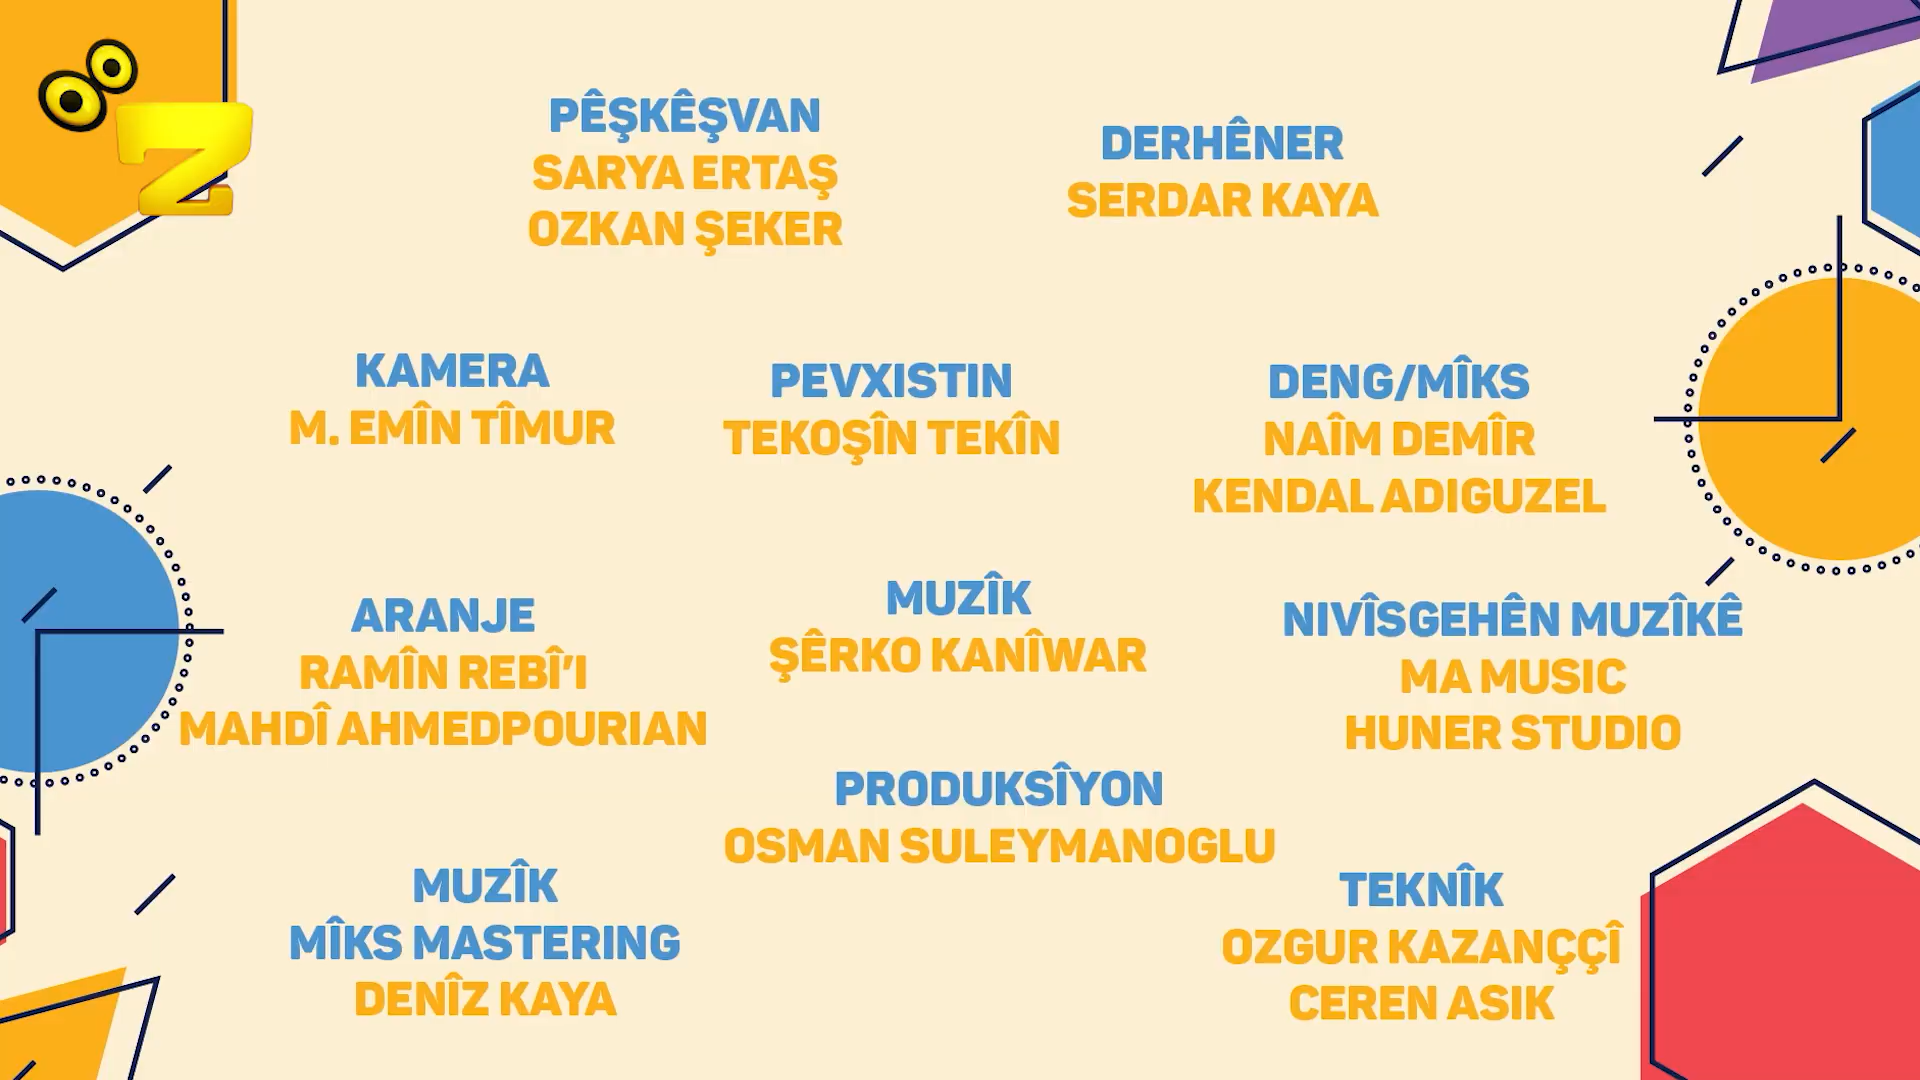 Z
PÊŞKÊŞVAN
SARYA ERTAŞ
OZKAN ŞEKER
DERHÊNER
SERDAR KAYA
KAMERA
M. EMÎN TÎMUR
PEVXISTIN
TEKOŞÎN TEKÎN
DENG/MÎKS
NAÎM DEMÎR
KENDAL ADIGUZEL
ARANJE
RAMÎN REBÎ’I
MAHDÎ AHMEDPOURIAN
MUZÎK
ŞÊRKO KANÎWAR
NIVÎSGEHÊN MUZÎKÊ
MA MUSIC
HUNER STUDIO
PRODUKSÎYON
OSMAN SULEYMANOGLU
MUZÎK
MÎKS MASTERING
DENÎZ KAYA
TEKNÎK
OZGUR KAZANÇÇÎ
CEREN ASIK